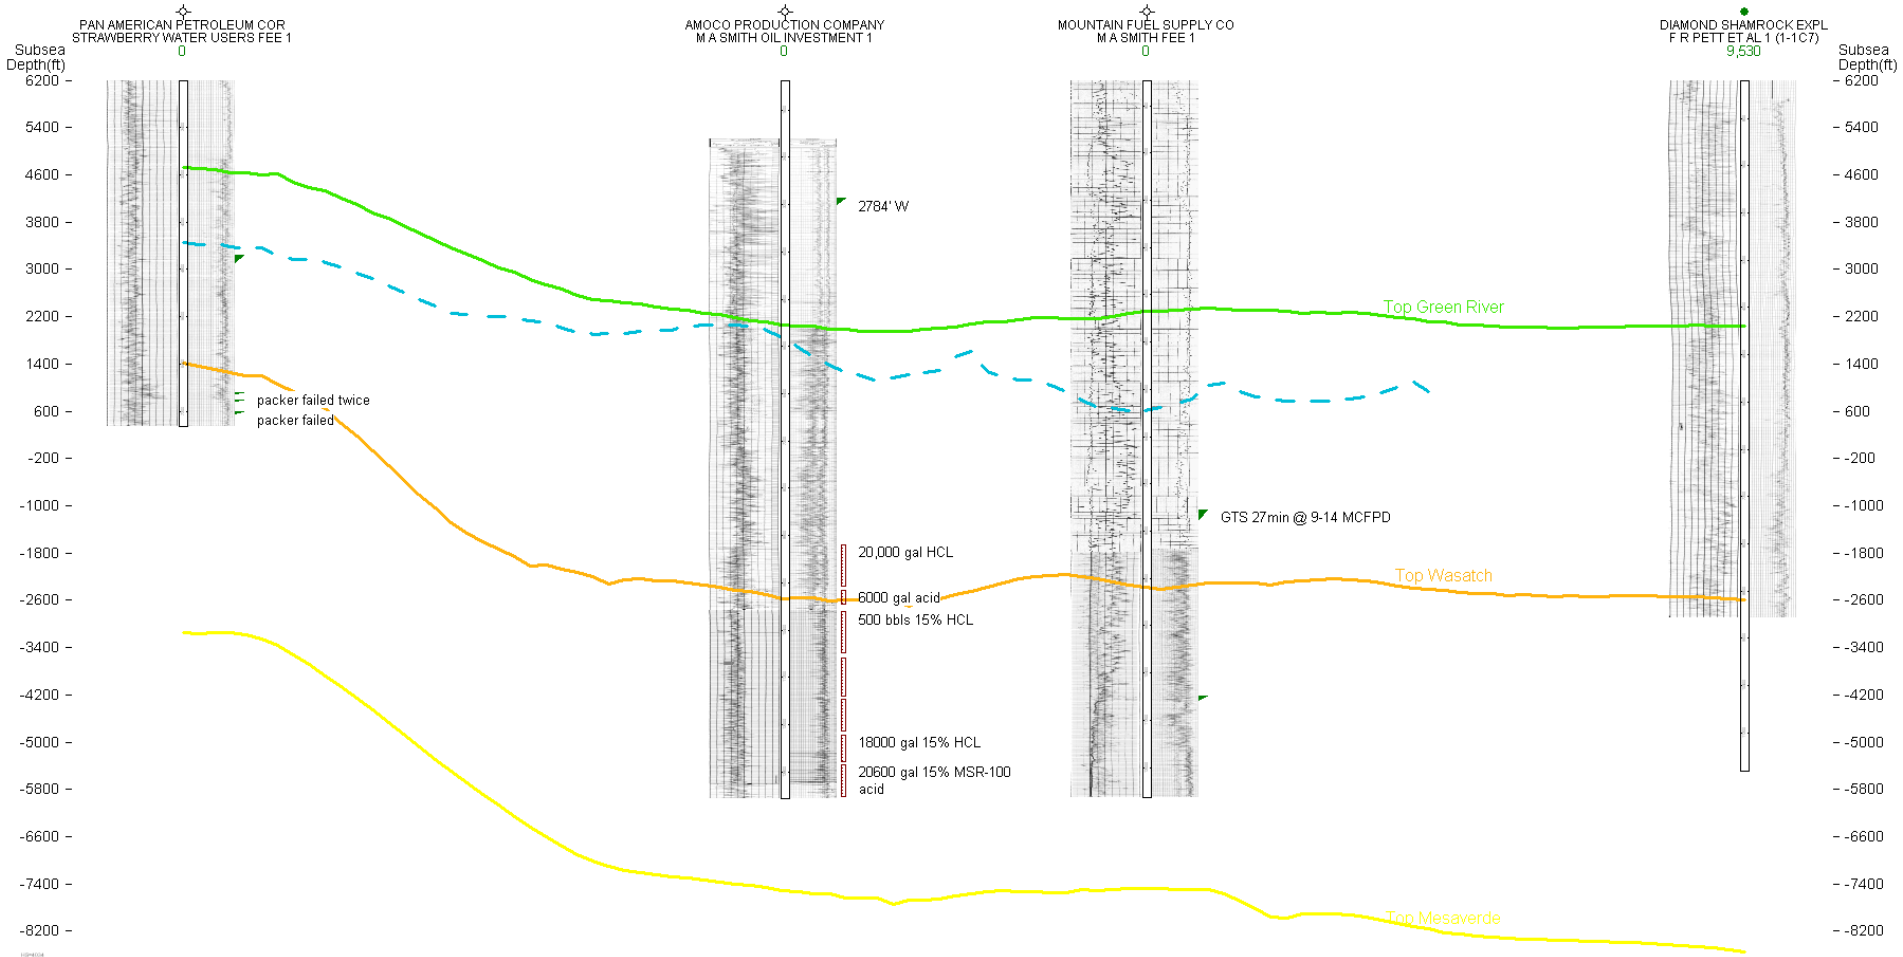 PAN AMERICAN PETROLEUM COR
STRAWBERRY WATER USERS FEE 1
0
AMOCO PRODUCTION COMPANY
M A SMITH OIL INVESTMENT 1
0
MOUNTAIN FUEL SUPPLY CO
M A SMITH FEE 1
0
DIAMOND SHAMROCK EXPL
F R PETT ET AL 1 (1-1C7)
9,530
Subsea
Depth(ft)
6200
5400
4600
3800
3000
2200
1400
600
-200
-1000
-1800
-2600
-3400
-4200
-5000
-5800
-6600
-7400
-8200
packer failed twice
packer failed
2784' W
20,000 gal HCL
6000 gal acid
500 bbls 15% HCL
18000 gal 15% HCL
20600 gal 15% MSR-100
acid
GTS 27min @ 9-14 MCFPD
Top Green River
Top Wasatch
Top Mesaverde
Subsea
Depth(ft)
6200
5400
4600
3800
3000
2200
1400
600
-200
-1000
-1800
-2600
-3400
-4200
-5000
-5800
-6600
-7400
-8200